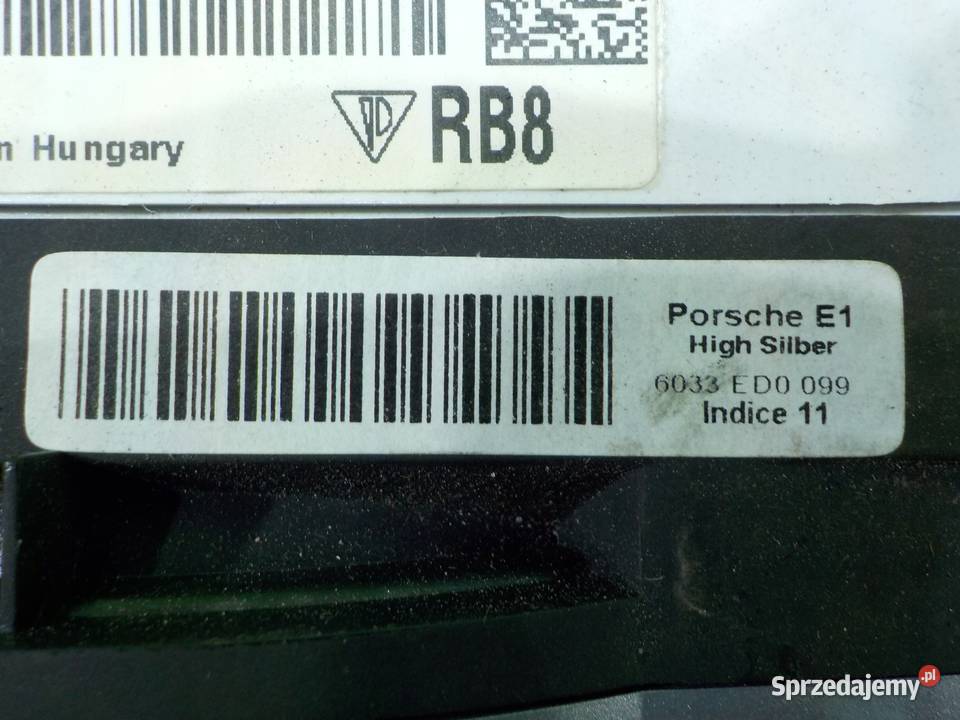 RB8
n Hungary
Porsche E1
High Silber
6033 ED0 099
Indice 11
Sprzedajemy.pl